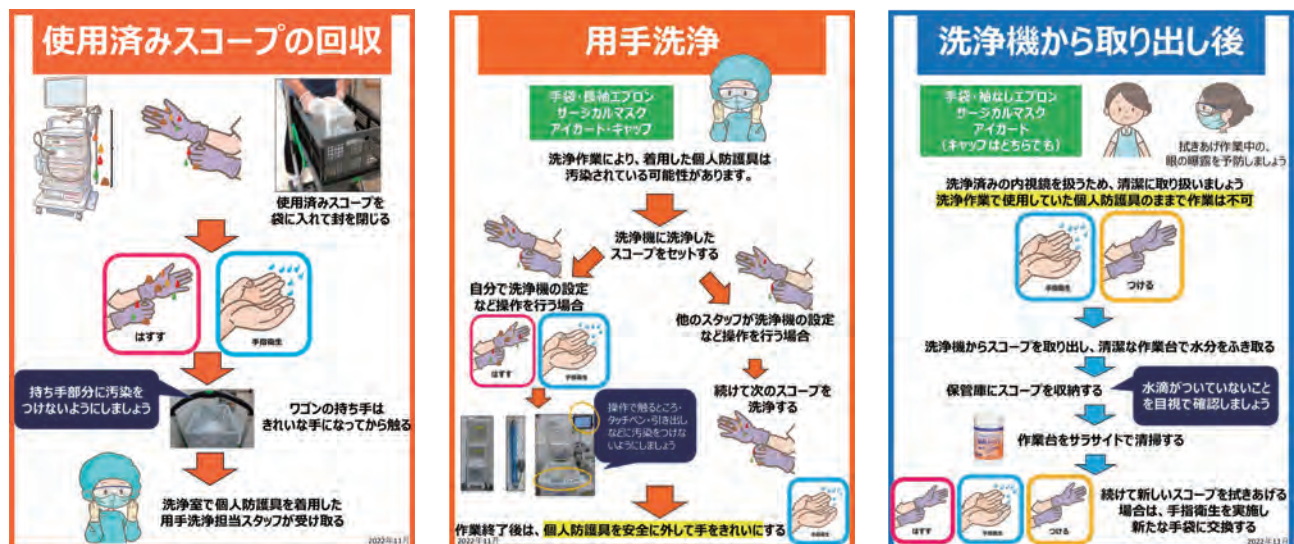 使用済みスコープの回収
使用済みスコープを
袋に入れて封を閉じる
はずす
手指衛生
持ち手部分に汚染を
つけないようにしましょう
ワゴンの持ち手は
きれいな手になってから触る
洗浄室で個人防護具を着用した
用手洗浄担当スタッフが受け取る
2022年11月
用手洗浄
手袋・長袖エプロン
サージカルマスク
アイガード・キャップ
洗浄作業により、着用した個人防護具は
汚染されている可能性があります。
洗浄機に洗浄した
スコープをセットする
自分で洗浄機の設定
など操作を行う場合
はずす
手指衛生
他のスタッフが洗浄機の設定
など操作を行う場合
操作で触るところ・
タッチペン・引き出し
などに汚染をつけない
ようにしましょう
続けて次のスコープを
洗浄する
手指衛生
作業終了後は、個人防護具を安全に外して手をきれいにする
2022年11月
洗浄機から取り出し後
手袋・袖なしエプロン
サージカルマスク
アイガード
(キャップはどちらでも)
拭きあげ作業中の、
眼の曝露を予防しましょう
洗浄済みの内視鏡を扱うため、清潔に取り扱いましょう
洗浄作業で使用していた個人防護具のままで作業は不可
手指衛生
つける
洗浄機からスコープを取り出し、清潔な作業台で水分をふき取る
保管庫にスコープを収納する
水滴がついていないこと
を目視で確認しましょう
作業台をサラサイドで清掃する
はずす
手指衛生
つける
続けて新しいスコープを拭きあげる
場合は、手指衛生を実施し
新たな手袋に交換する
2022年11月